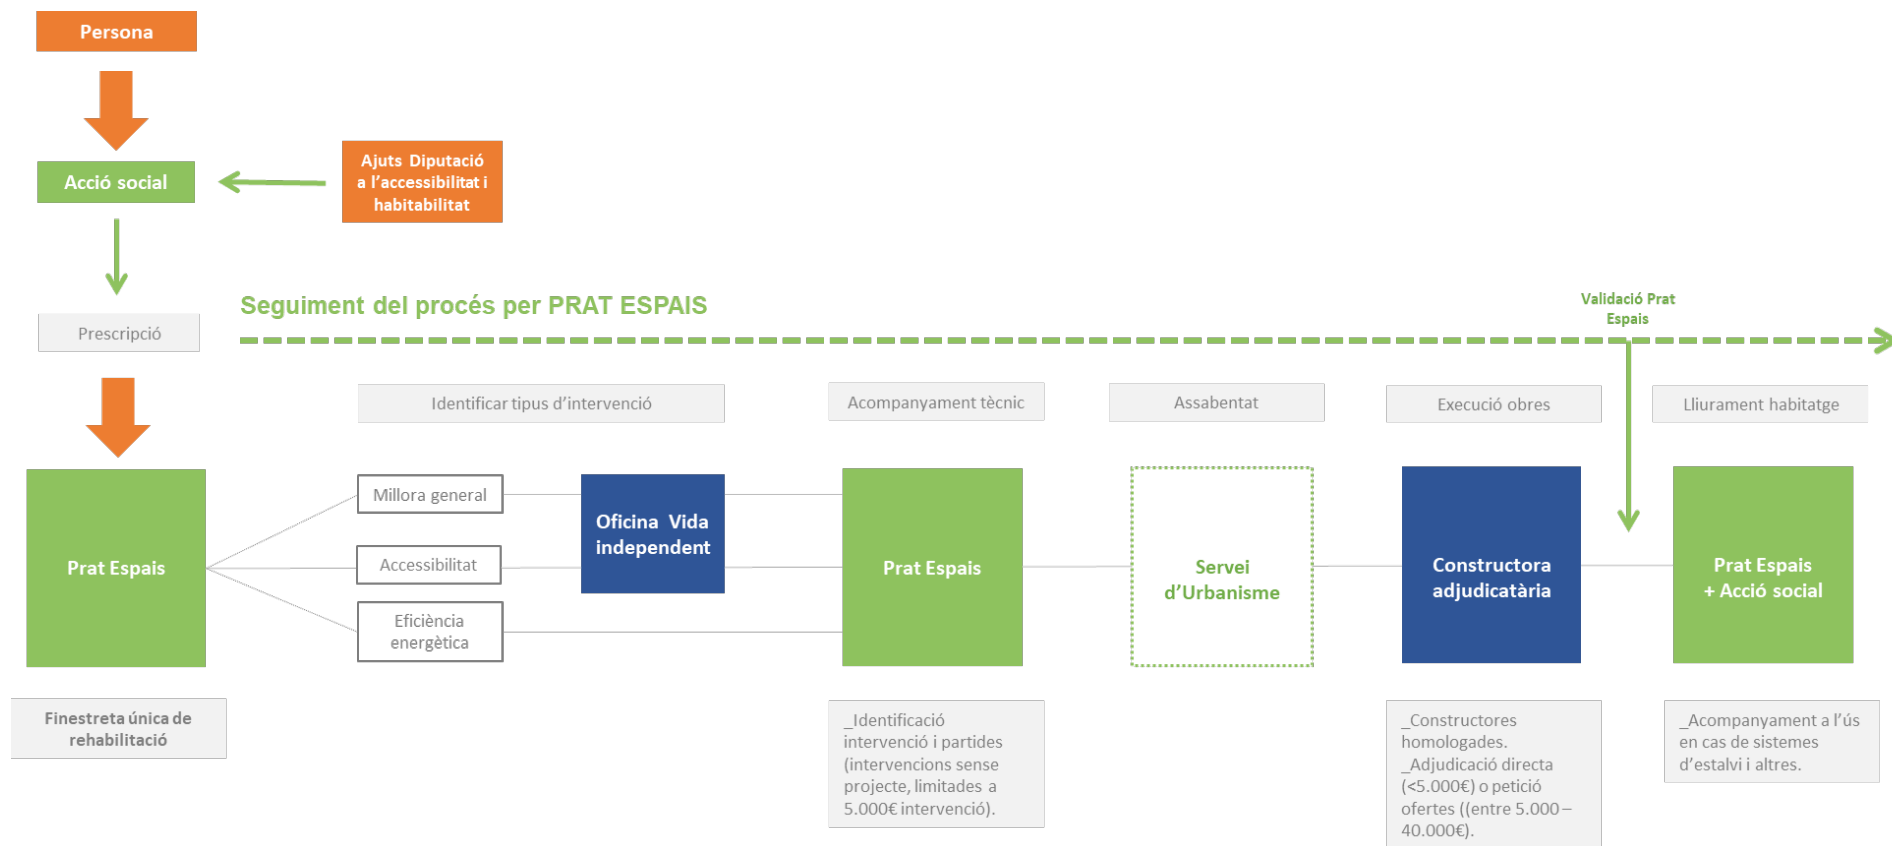 Persona
Acció social
Ajuts Diputació
a l’accessibilitat i
habitabilitat
Prescripció
Seguiment del procés per PRAT ESPAIS
Validació Prat
Espais
Identificar tipus d’intervenció
Acompanyament tècnic
Assabentat
Execució obres
Lliurament habitatge
Prat Espais
Millora general
Accessibilitat
Eficiència
energètica
Oficina Vida
independent
Prat Espais
Servei
d’Urbanisme
Constructora
adjudicatària
Prat Espais
+ Acció social
Finestreta única de
rehabilitació
_Identificació
intervenció i partides
(intervencions sense
projecte, limitades a
5.000€ intervenció).
_Constructores
homologades.
_Adjudicació directa
(<5.000€) o petició
ofertes ((entre 5.000 –
40.000€).
_Acompanyament a l’ús
en cas de sistemes
d’estalvi i altres.